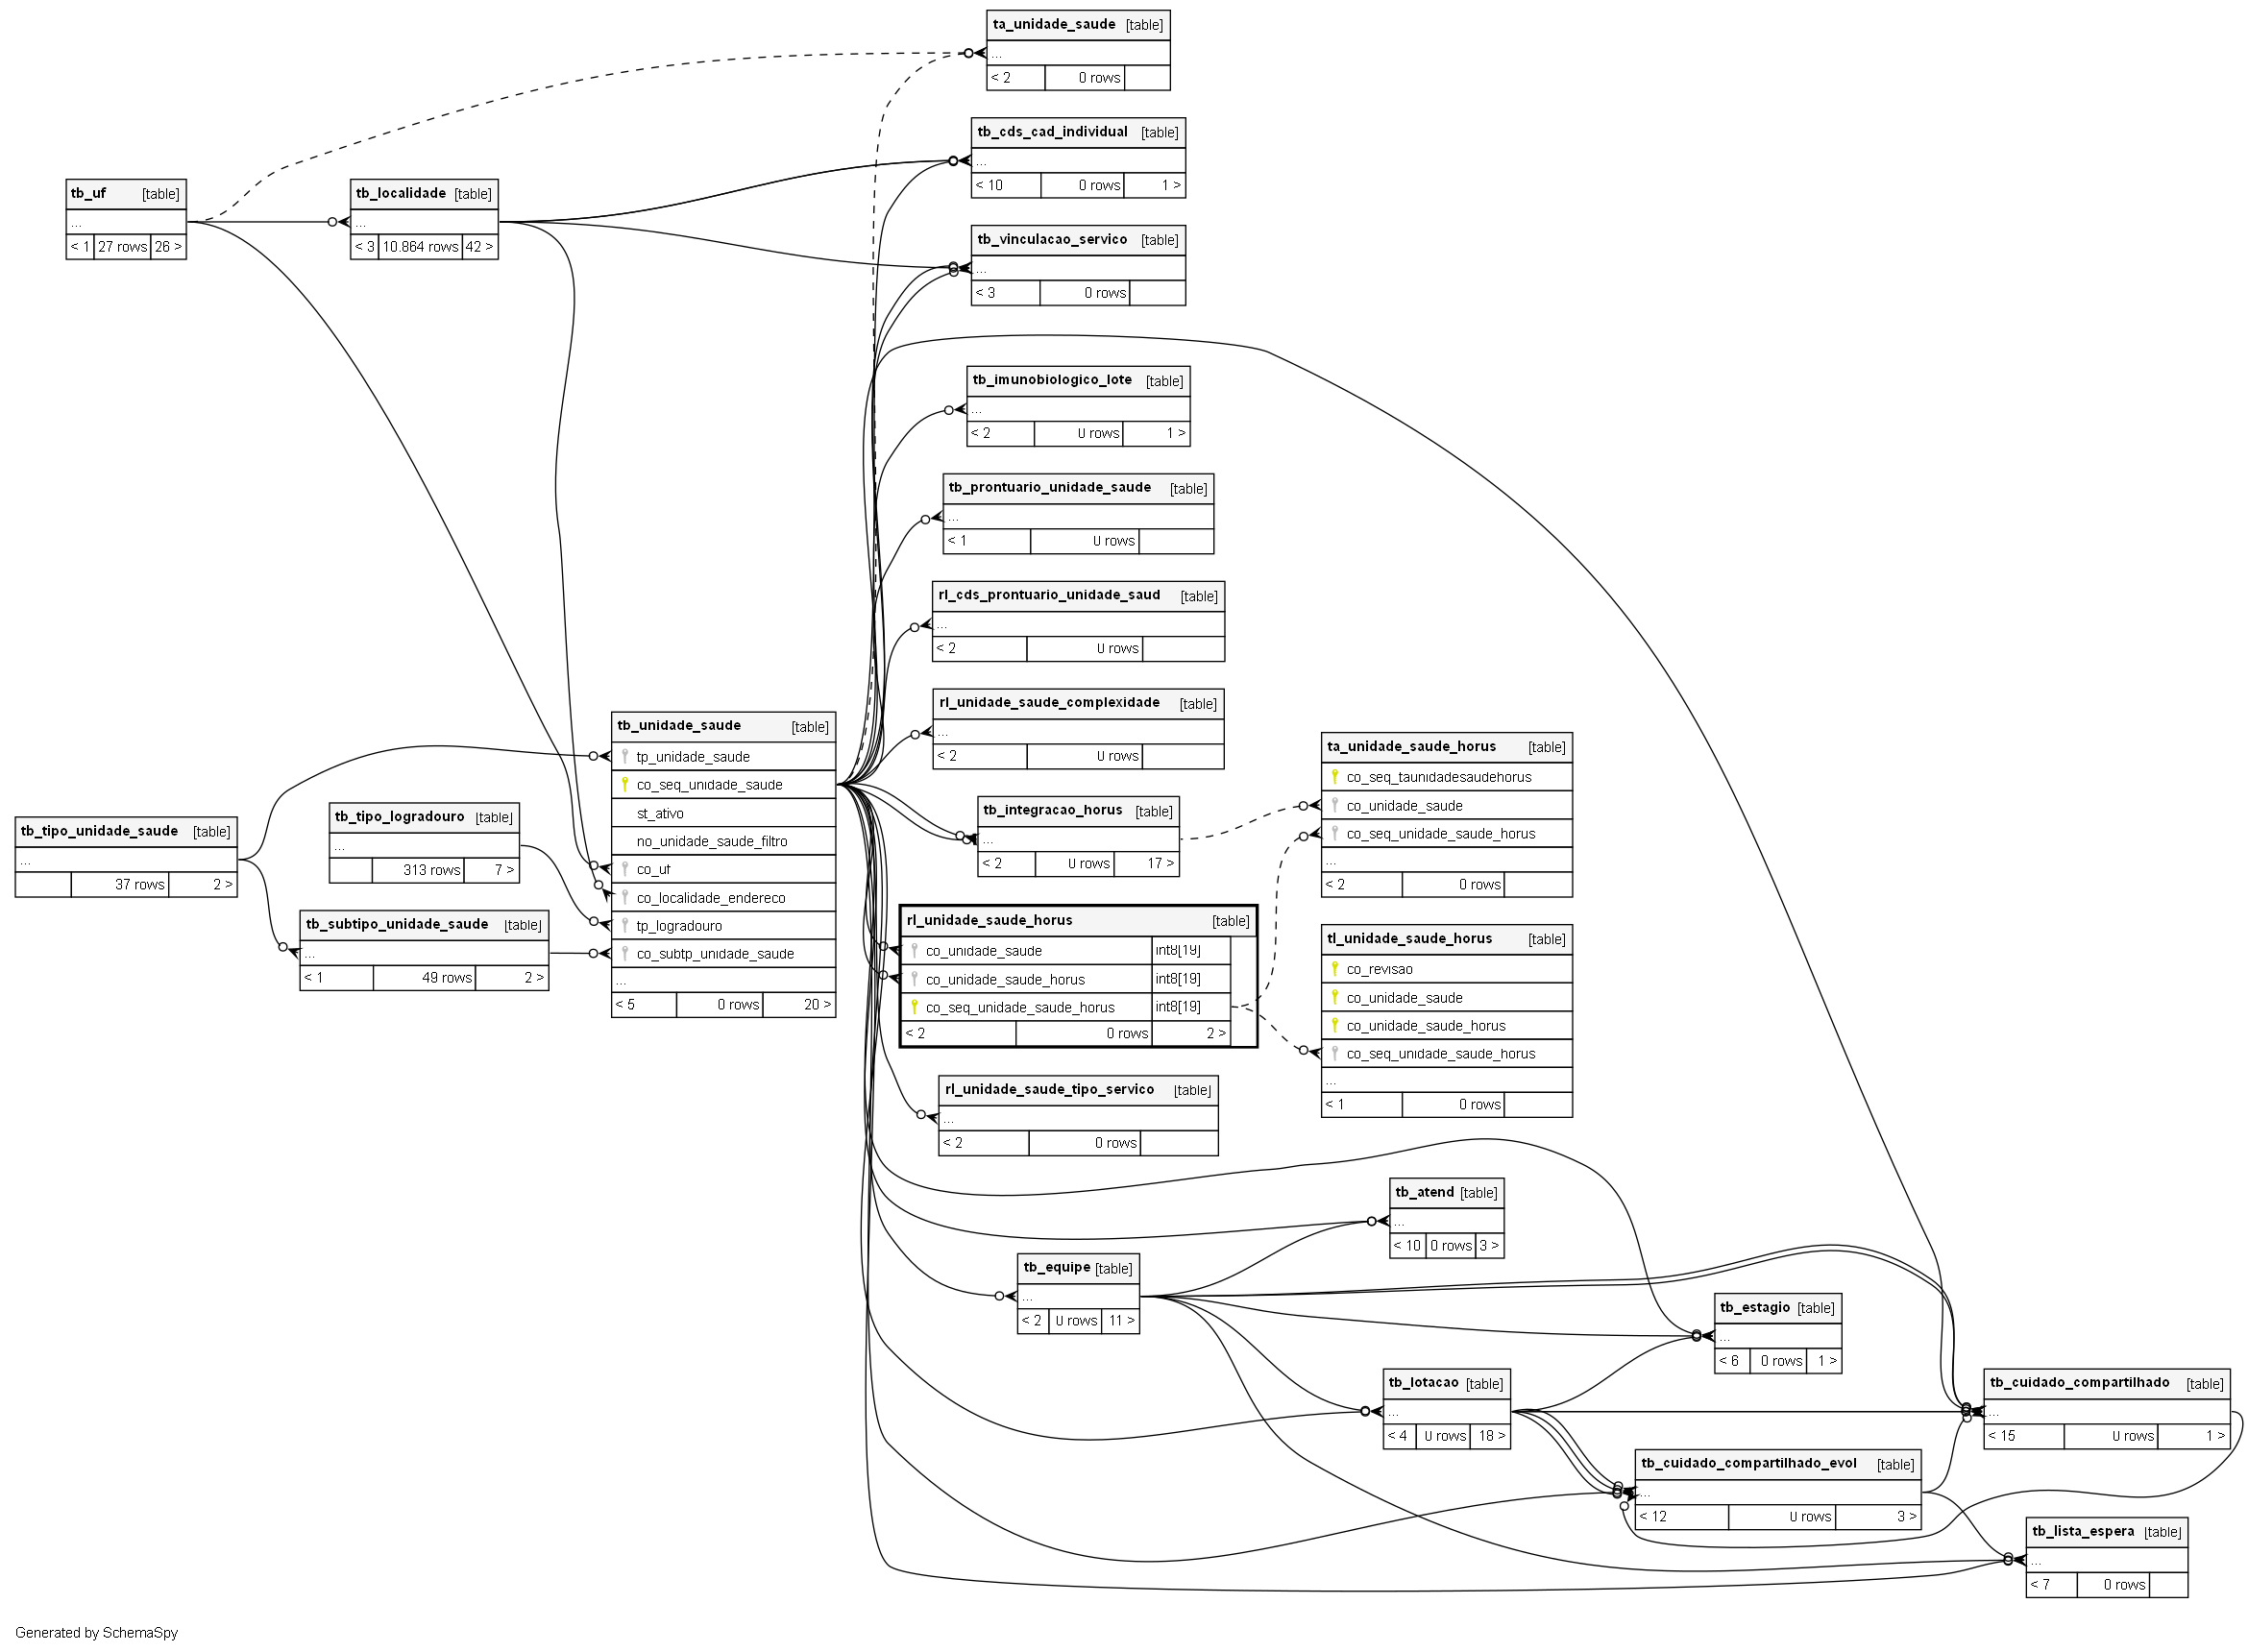 ta_unidade_saude [table]
...
< 2 0 rows
tb_cds_cad_individual [table]
...
< 10 0 rows 1 >
tb_uf [table]
...
< 1 27 rows 26 >
tb_localidade [table]
...
< 3 10.864 rows 42 >
tb_vinculacao_servico [table]
...
< 3 0 rows
tb_imunobiologico_lote [table]
...
< 2 0 rows 1 >
tb_prontuario_unidade_saude [table]
...
< 1 0 rows
rl_cds_prontuario_unidade_saud [table]
...
< 2 0 rows
rl_unidade_saude_complexidade [table]
...
< 2 0 rows
tb_unidade_saude [table]
tp_unidade_saude
co_seq_unidade_saude
st_ativo
no_unidade_saude_filtro
co_uf
co_localidade_endereco
tp_logradouro
co_subtp_unidade_saude
...
< 5 0 rows 20 >
tb_tipo_unidade_saude [table]
...
37 rows 2 >
tb_tipo_logradouro [table]
...
313 rows 7 >
tb_subtipo_unidade_saude [table]
...
< 1 49 rows 2 >
tb_integracao_horus [table]
...
< 2 0 rows 17 >
ta_unidade_saude_horus [table]
co_seq_taunidadesaudehorus
co_unidade_saude
co_seq_unidade_saude_horus
...
< 2 0 rows
rl_unidade_saude_horus [table]
co_unidade_saude int8[19]
co_unidade_saude_horus int8[19]
co_seq_unidade_saude_horus int8[19]
< 2 0 rows 2 >
tl_unidade_saude_horus [table]
co_revisao
co_unidade_saude
co_unidade_saude_horus
co_seq_unidade_saude_horus
...
< 1 0 rows
rl_unidade_saude_tipo_servico [table]
...
< 2 0 rows
tb_atend [table]
...
< 10 0 rows 3 >
tb_equipe [table]
...
< 2 0 rows 11 >
tb_estagio [table]
...
< 6 0 rows 1 >
tb_lotacao [table]
...
< 4 0 rows 18 >
tb_cuidado_compartilhado [table]
...
< 15 0 rows 1 >
tb_cuidado_compartilhado_evol [table]
...
< 12 0 rows 3 >
tb_lista_espera [table]
...
< 7 0 rows
Generated by SchemaSpy